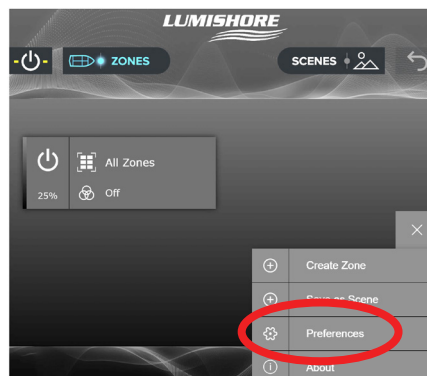 LUMISHORE
ZONES
SCENES
All Zones
25%
Off
Create Zone
Save as Scene
Preferences
About